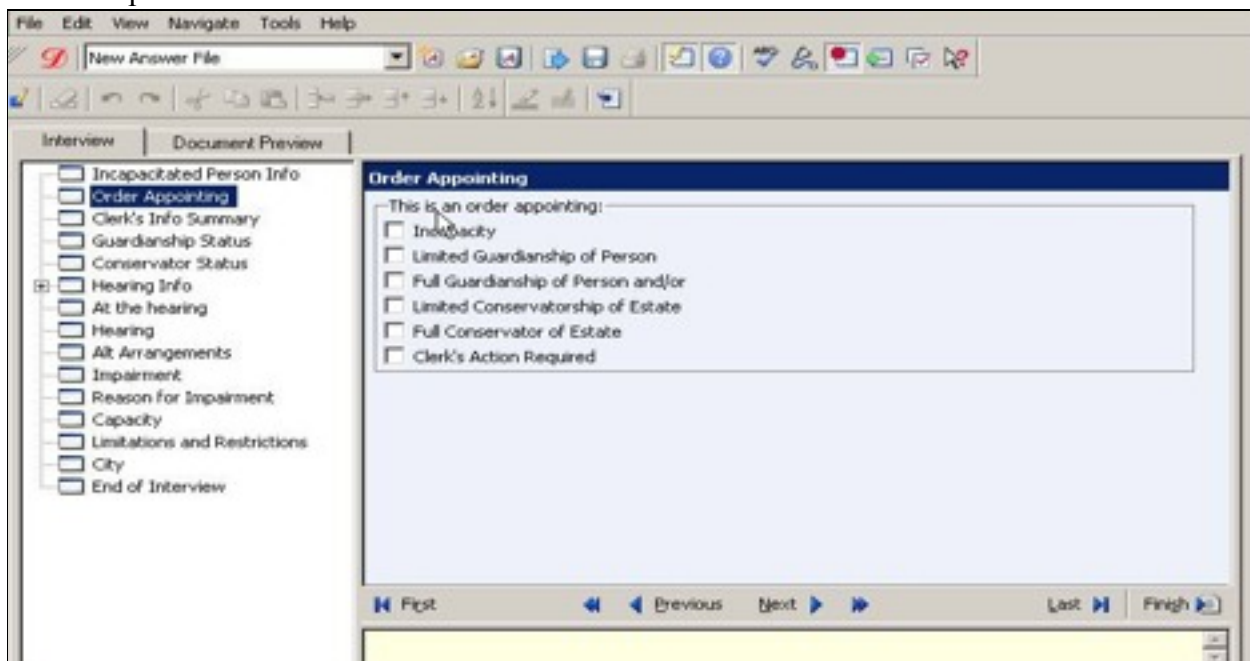 File Edit View Navigate Tools Help
New Answer File
Interview Document Preview
Incapacitated Person Info
Order Appointing
Clerk's Info Summary
Guardianship Status
Conservator Status
Hearing Info
At the hearing
Hearing
Alt Arrangements
Impairment
Reason for Impairment
Capacity
Limitations and Restrictions
City
End of Interview
Order Appointing
This is an order appointing:
Incapacity
Limited Guardianship of Person
Full Guardianship of Person and/or
Limited Conservatorship of Estate
Full Conservator of Estate
Clerk's Action Required
First Previous Next Last Finish